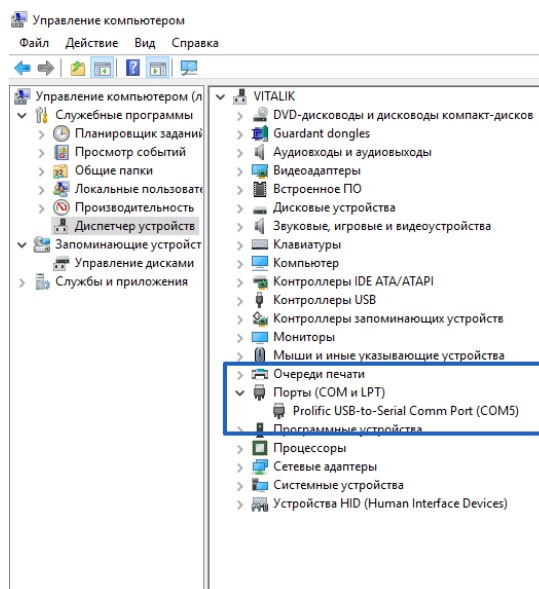 Управление компьютером
Файл Действие Вид Справка
Управление компьютером (л
Служебные программы
Планировщик заданий
Просмотр событий
Общие папки
Локальные пользовате
Производительность
Диспетчер устройств
Запоминающие устройст
Управление дисками
Службы и приложения
VITALIK
DVD-дисководы и дисководы компакт-дисков
Guardant dongles
Аудиовходы и аудиовыходы
Видеоадаптеры
Встроенное ПО
Дисковые устройства
Звуковые, игровые и видеоустройства
Клавиатуры
Компьютер
Контроллеры IDE ATA/ATAPI
Контроллеры USB
Контроллеры запоминающих устройств
Мониторы
Мыши и иные указывающие устройства
Очереди печати
Порты (COM и LPT)
Prolific USB-to-Serial Comm Port (COM5)
Программные устройства
Процессоры
Сетевые адаптеры
Системные устройства
Устройства HID (Human Interface Devices)